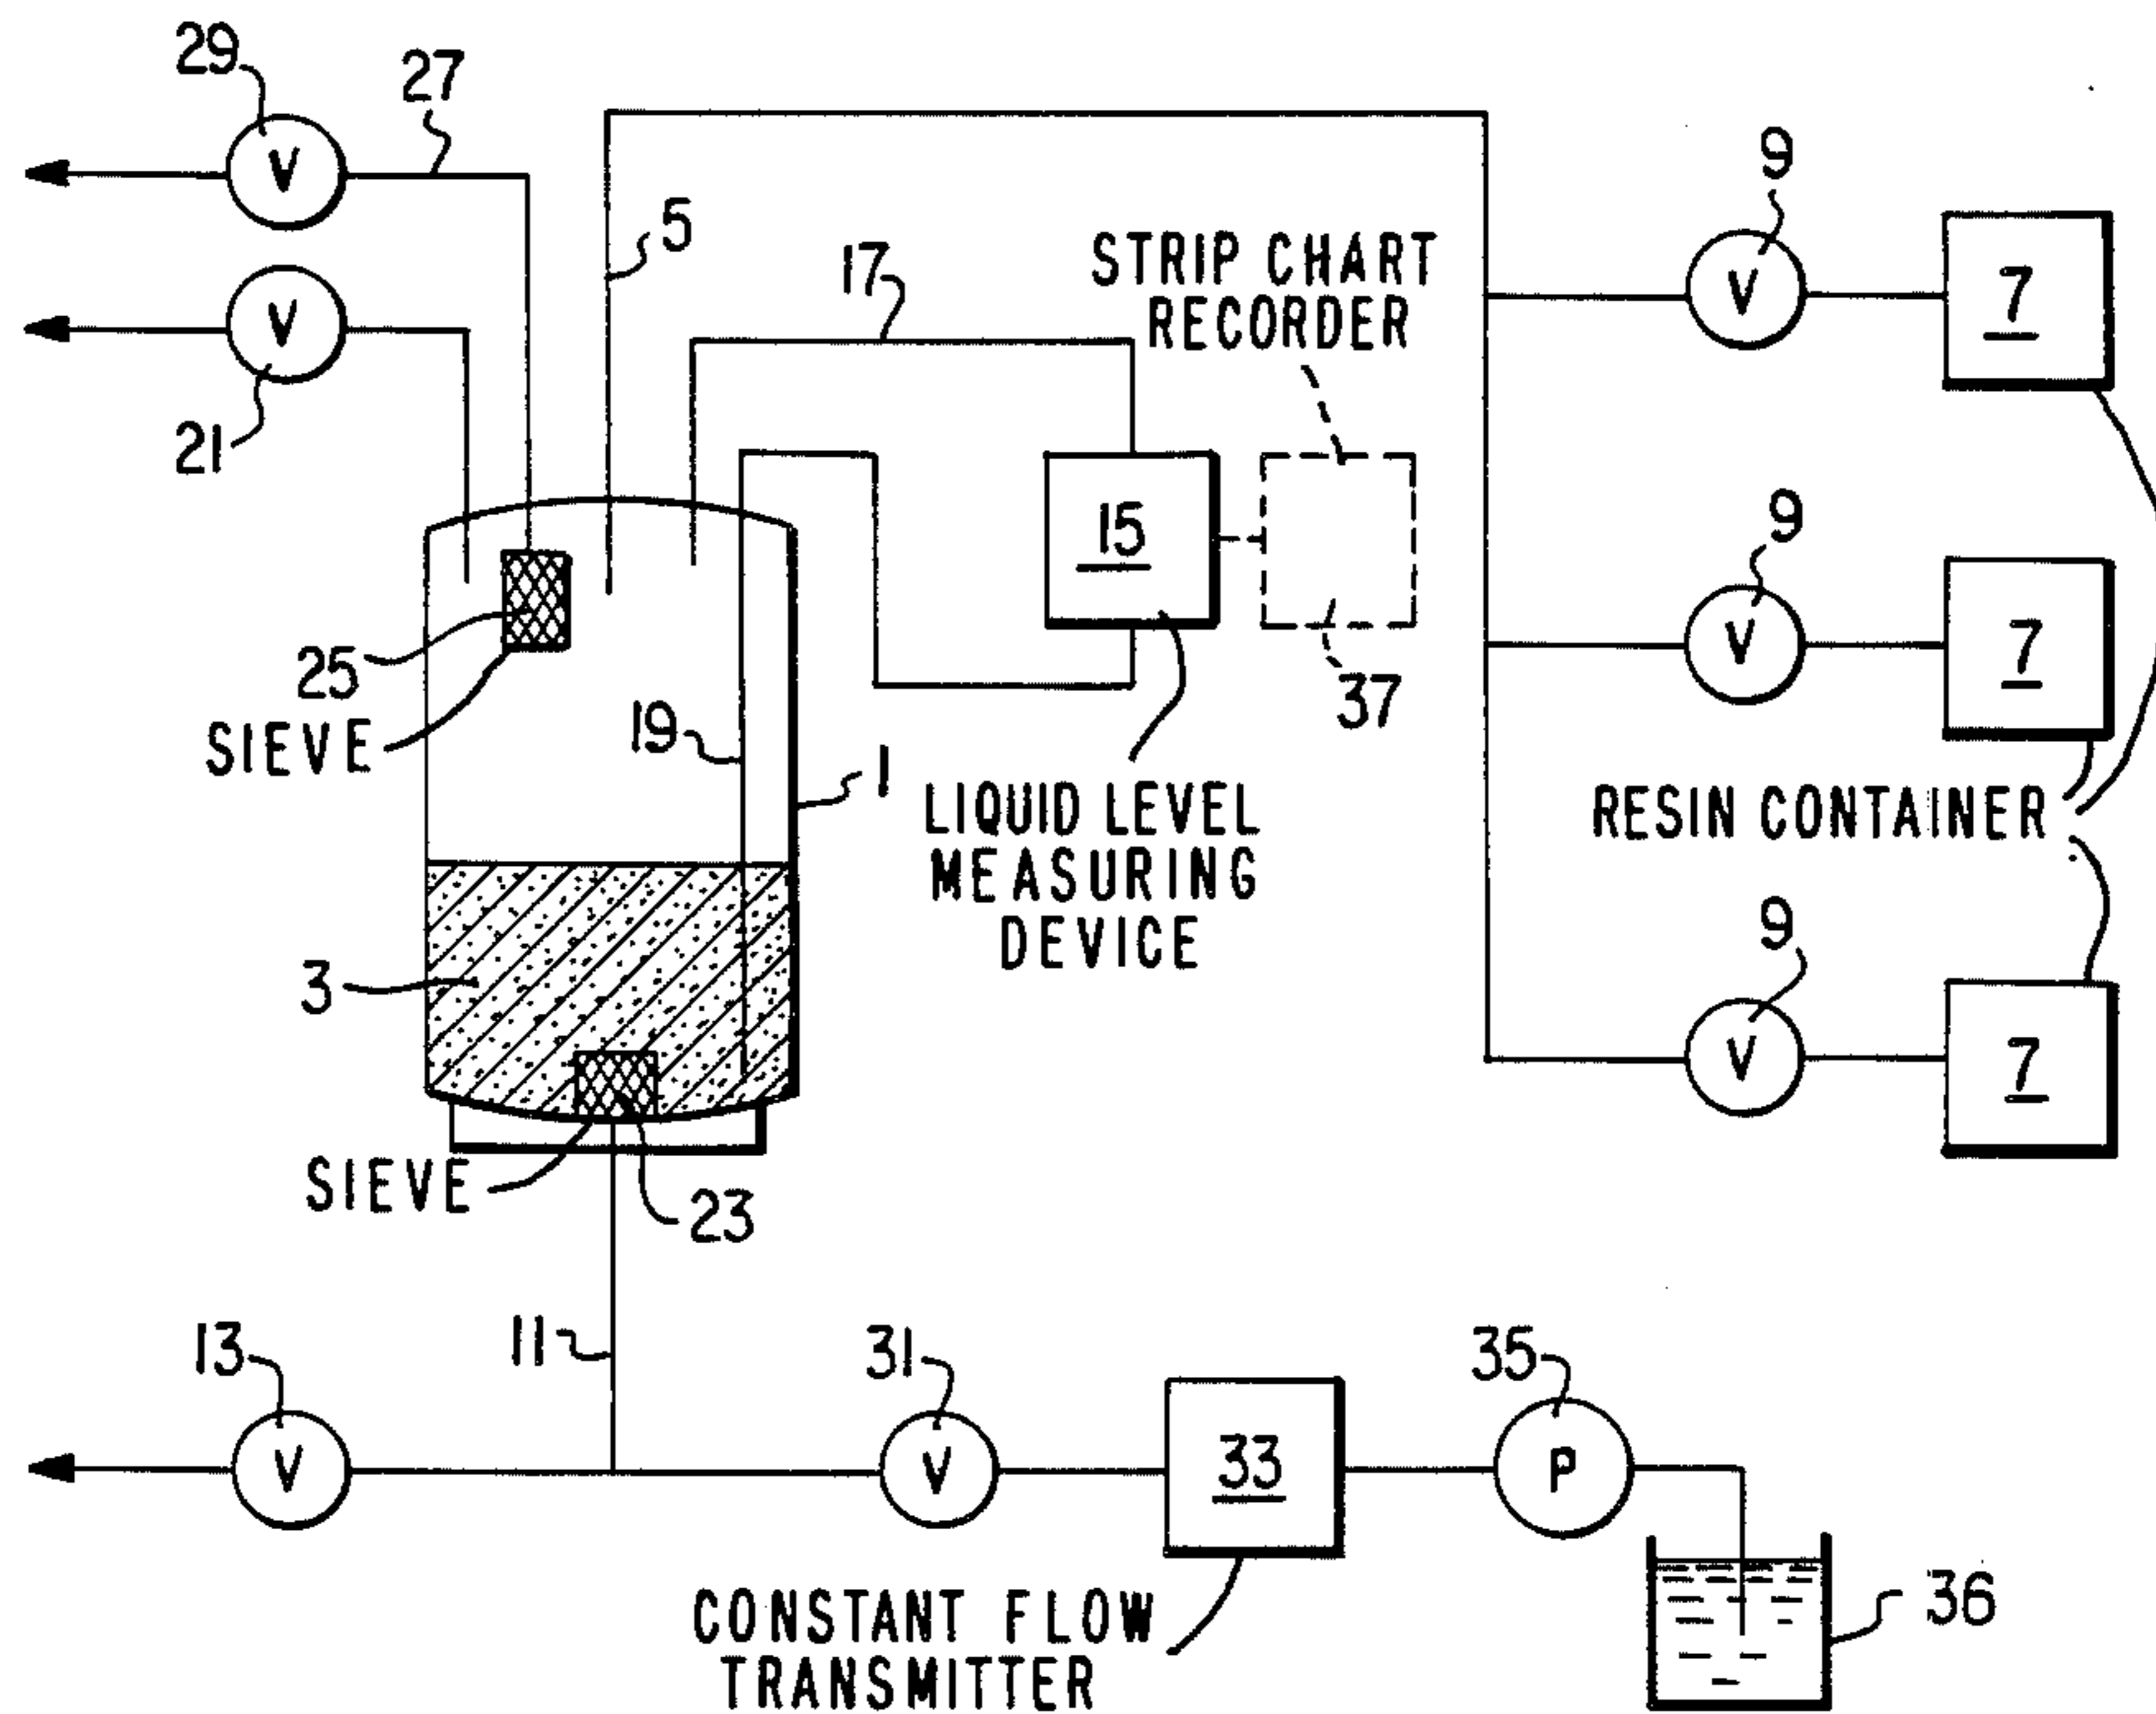 29
27
V
9
5
17
STRIP CHART
RECORDER
V
7
V
21
15
9
25
SIEVE
V
7
37
19
1
LIQUID LEVEL
MEASURING
DEVICE
RESIN CONTAINER
9
3
V
7
SIEVE
23
13
11
31
35
V
V
33
P
CONSTANT FLOW
TRANSMITTER
36